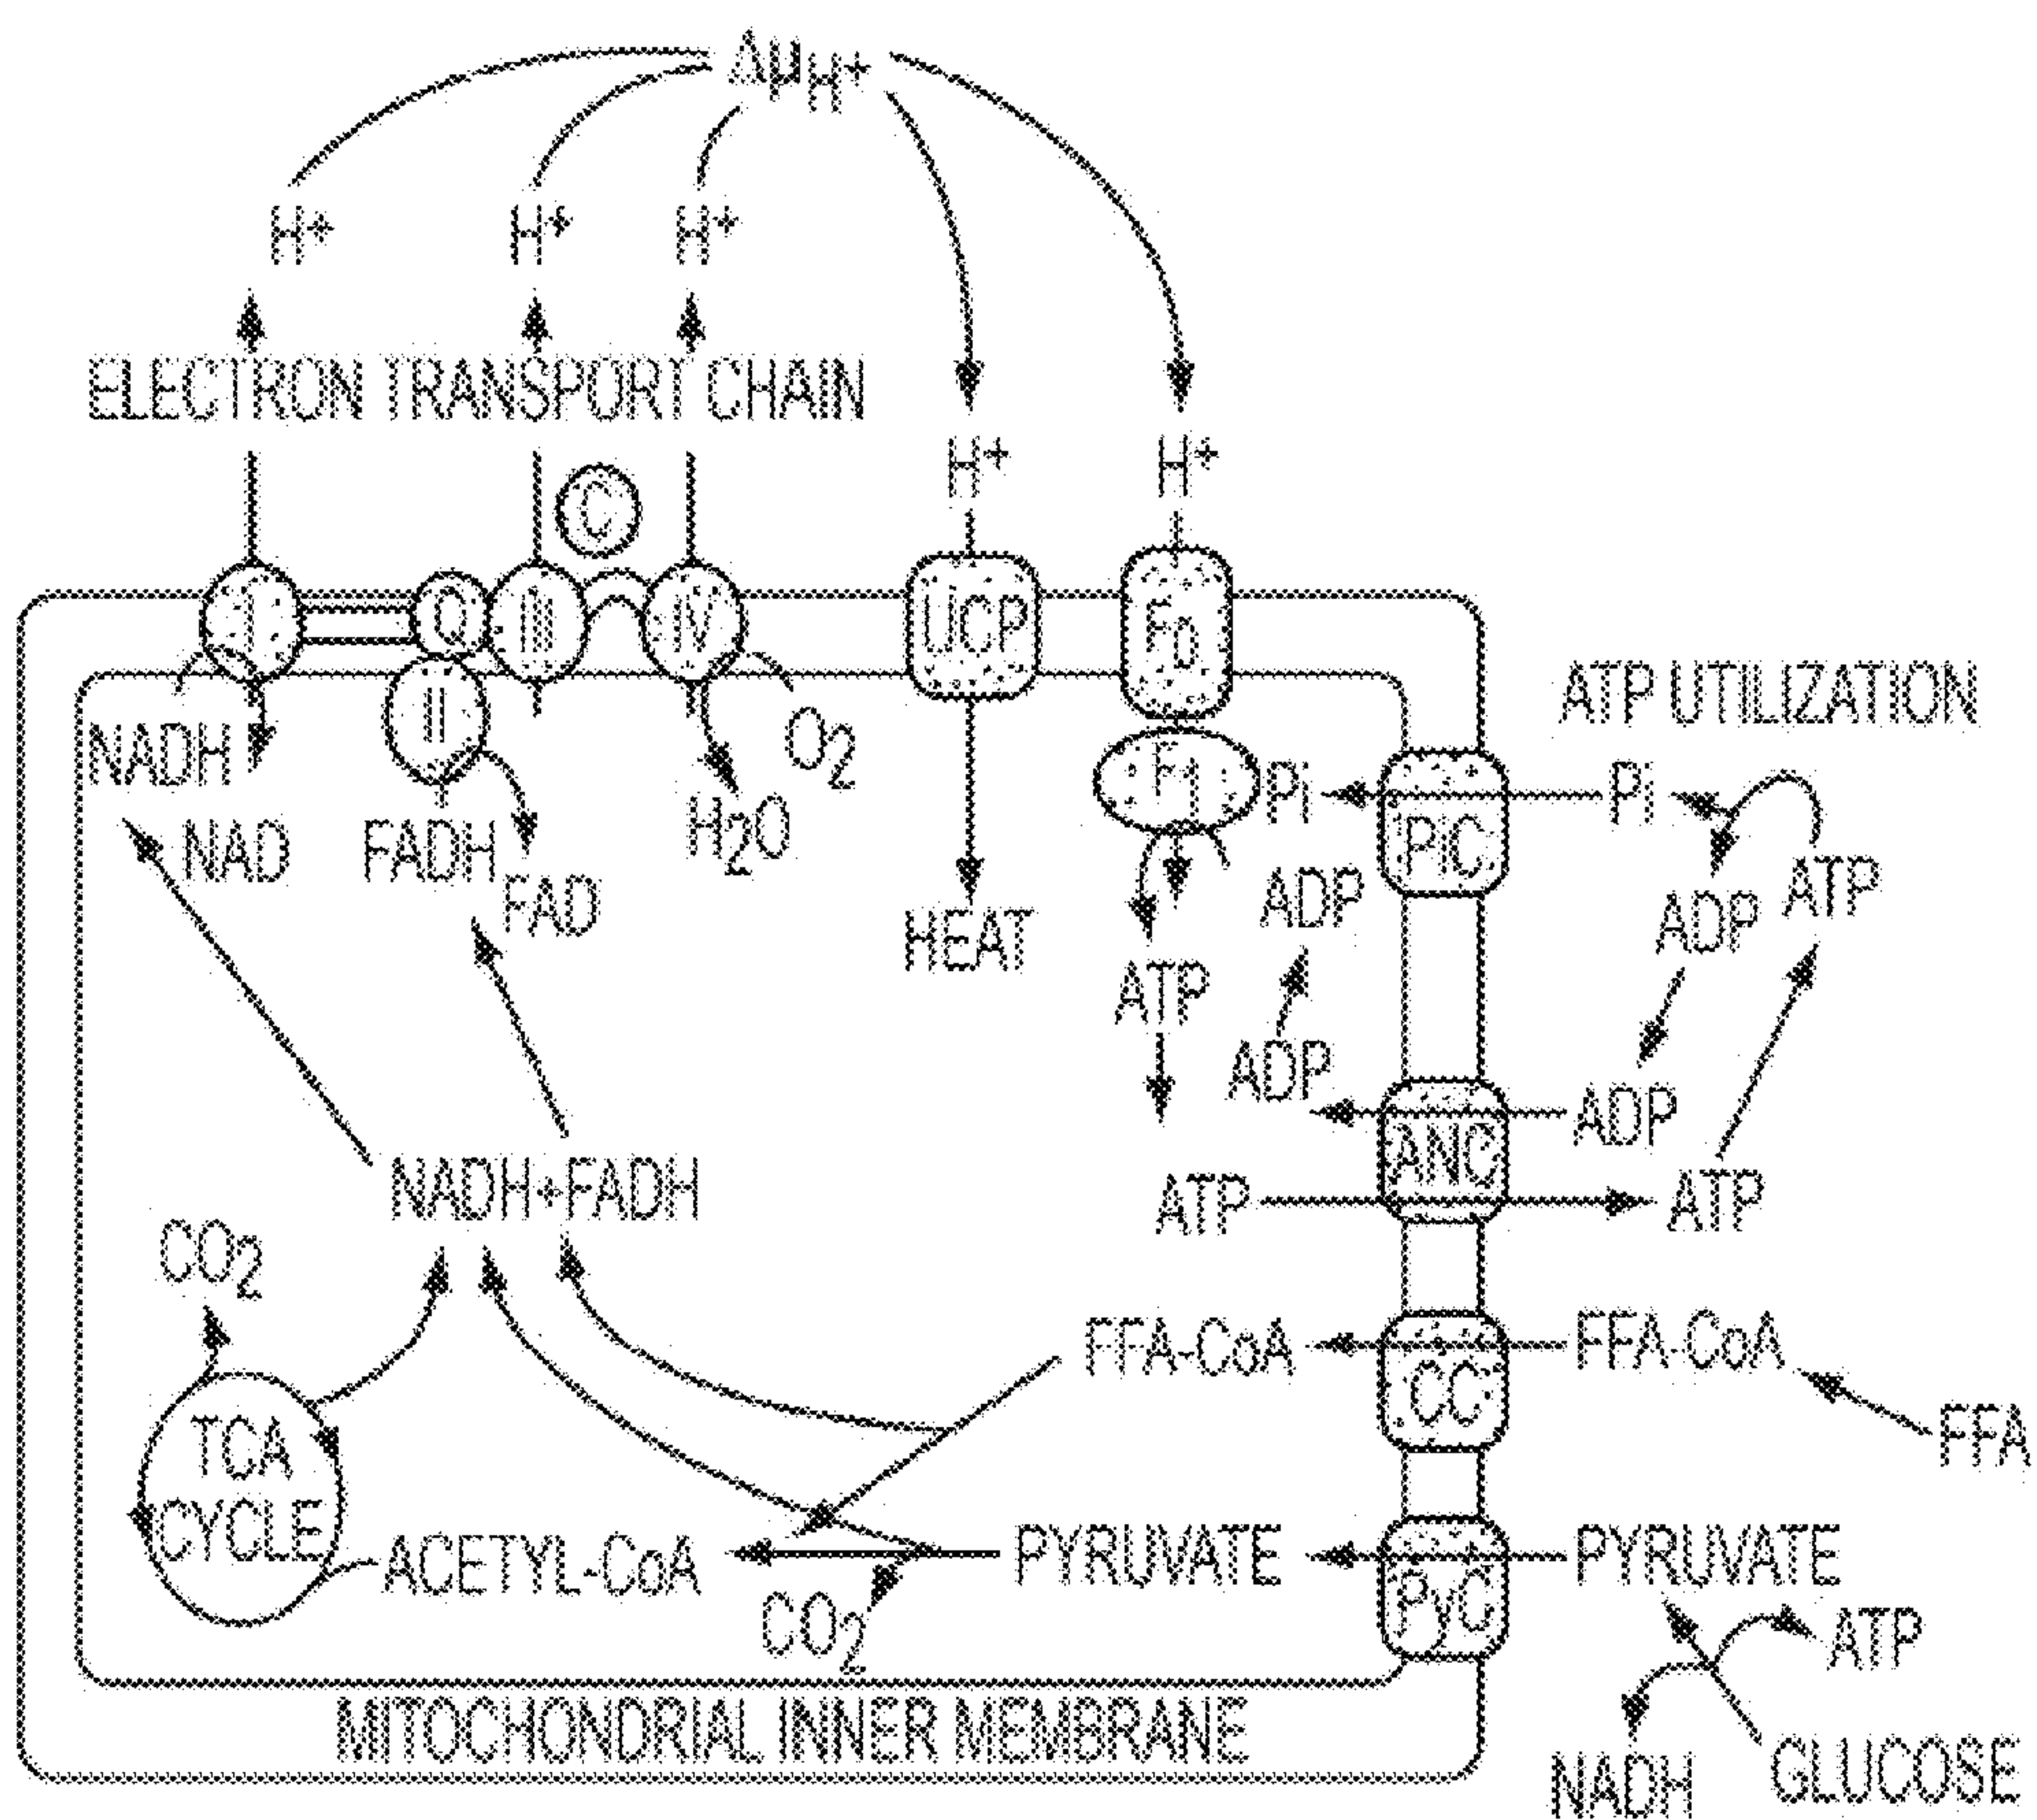 ΔμH+
H+ H+ H+
ELECTRON TRANSPORT CHAIN
H+ H+
C
I Q III IV UCP F0
II
ATP UTILIZATION
NADH O2 F1 Pi Pi
H2O PiC
NAD FADH FAD ADP ADP ATP
HEAT
ATP
ADP ADP
ANC
NADH+FADH ATP ATP
CO2
FFA-CoA FFA-CoA
CC
FFA
TCA
CYCLE
ACETYL-CoA PYRUVATE PYRUVATE
CO2 PyC ATP
MITOCHONDRIAL INNER MEMBRANE
NADH GLUCOSE